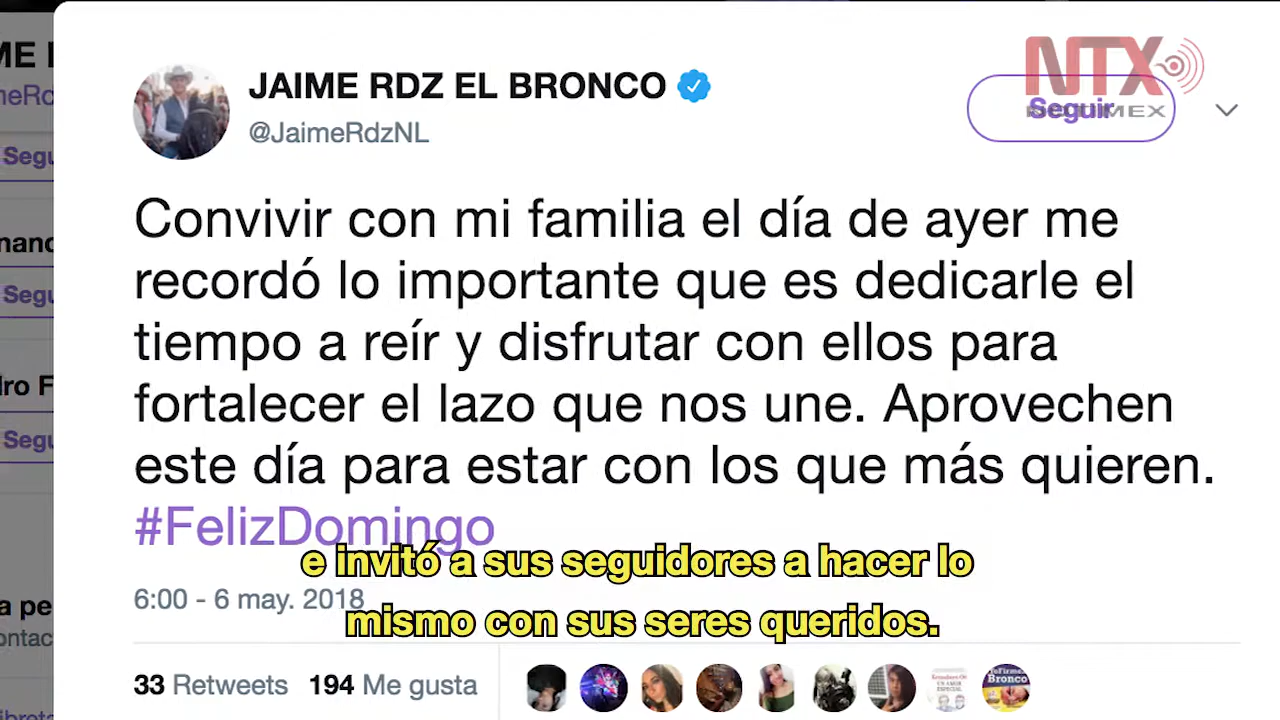 JAIME RDZ EL BRONCO
@JaimeRdzNL
Seguir
NTX
NOTIMEX
Convivir con mi familia el día de ayer me
recordó lo importante que es dedicarle el
tiempo a reír y disfrutar con ellos para
fortalecer el lazo que nos une. Aprovechen
este día para estar con los que más quieren.
#FelizDomingo
e invitó a sus seguidores a hacer lo
6:00 - 6 may. 2018
mismo con sus seres queridos.
33 Retweets 194 Me gusta
Bronco